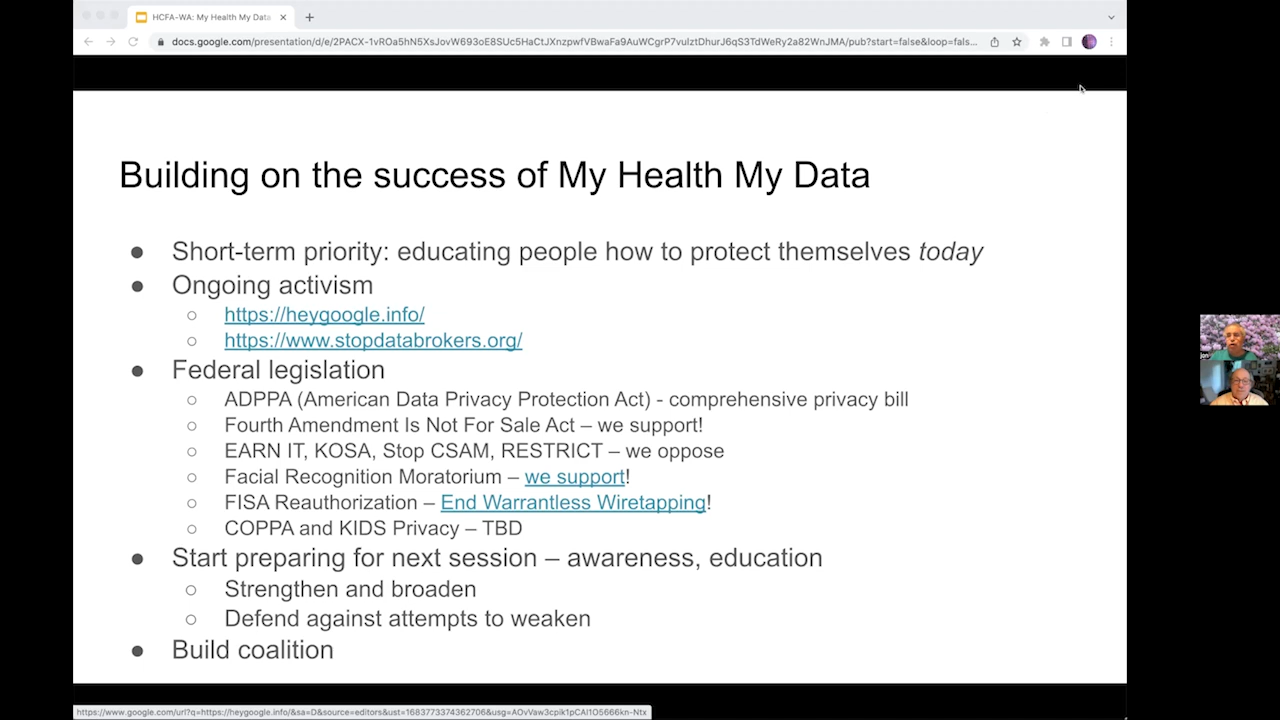 HCFA-WA: My Health My Data
docs.google.com/presentation/d/e/2PACX-1vROa5hN5XsJovW693oE8SUc5HaCtJXnzpwfVBwaFa9AuWCgrP7vulztDhurJ6qS3TdWeRy2a82WnJMA/pub?start=false&loop=fals...
Building on the success of My Health My Data
● Short-term priority: educating people how to protect themselves today
● Ongoing activism
○ https://heygoogle.info/
○ https://www.stopdatabrokers.org/
● Federal legislation
○ ADPPA (American Data Privacy Protection Act) - comprehensive privacy bill
○ Fourth Amendment Is Not For Sale Act – we support!
○ EARN IT, KOSA, Stop CSAM, RESTRICT – we oppose
○ Facial Recognition Moratorium – we support!
○ FISA Reauthorization – End Warrantless Wiretapping!
○ COPPA and KIDS Privacy – TBD
● Start preparing for next session – awareness, education
○ Strengthen and broaden
○ Defend against attempts to weaken
● Build coalition
https://www.google.com/url?q=https://heygoogle.info/&sa=D&source=editors&ust=1683773374362706&usg=AOvVaw3cpik1pCAl1O5666kn-Ntx